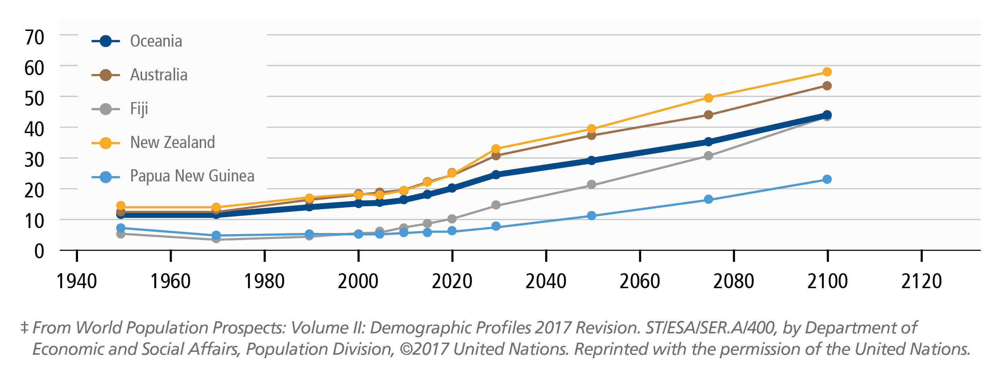 70
60
50
40
30
20
10
0
Oceania
Australia
Fiji
New Zealand
Papua New Guinea
1940 1960 1980 2000 2020 2040 2060 2080 2100 2120
‡ From World Population Prospects: Volume II: Demographic Profiles 2017 Revision. ST/ESA/SER.A/400, by Department of
Economic and Social Affairs, Population Division, ©2017 United Nations. Reprinted with the permission of the United Nations.